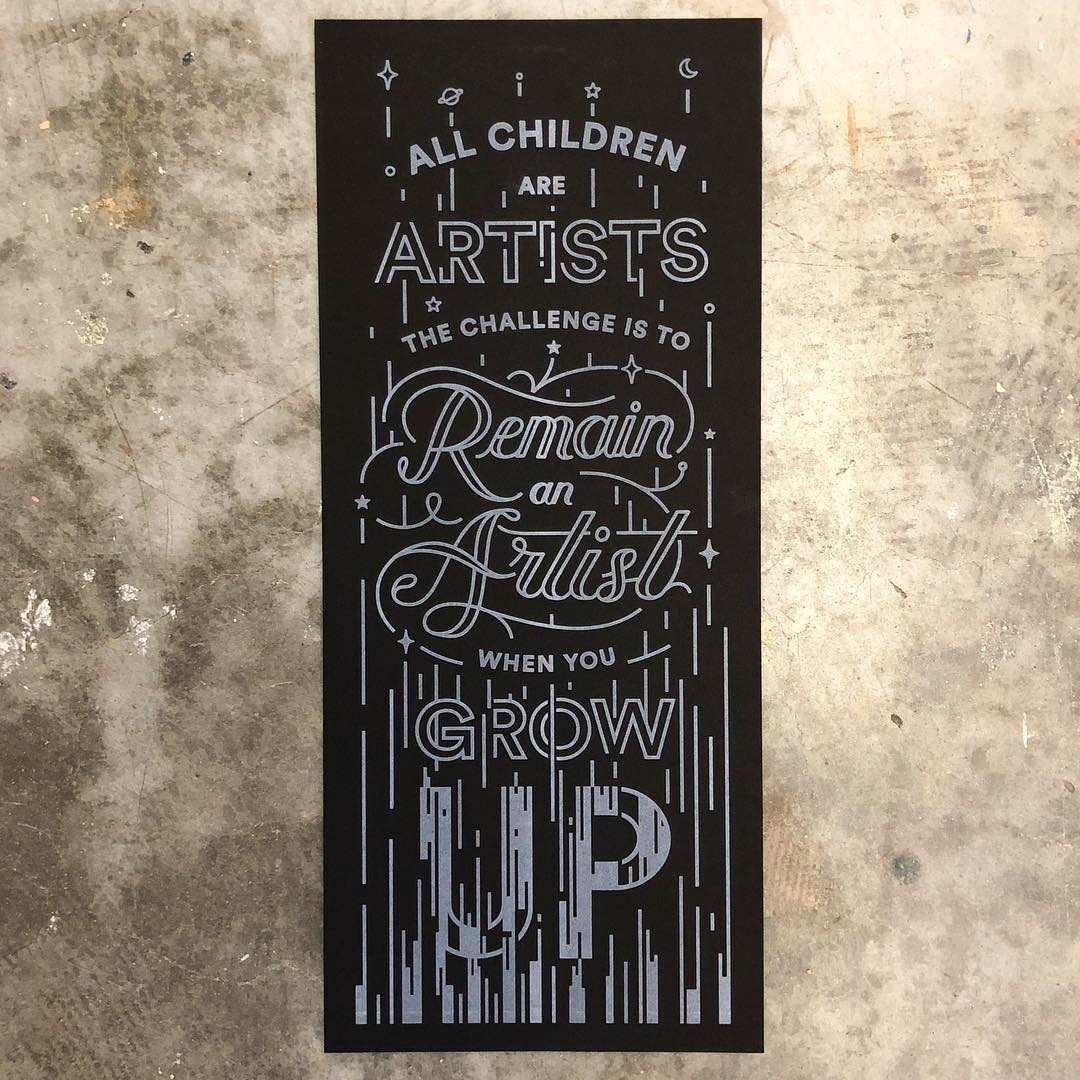 ALL CHILDREN
ARE
ARTISTS
THE CHALLENGE IS TO
Remain
an
Artist
WHEN YOU
GROW
UP